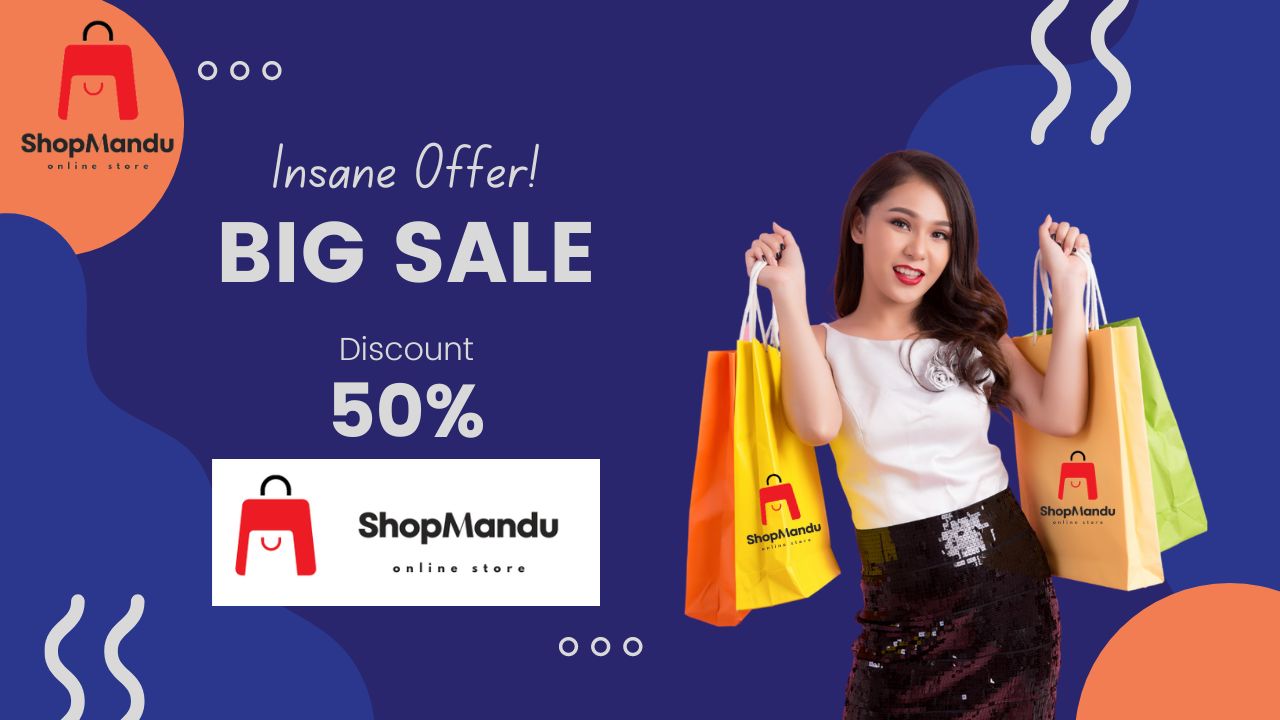 ShopMandu
online store
Insane Offer!
BIG SALE
Discount
50%
ShopMandu
online store
ShopMandu
online store
ShopMandu
online store